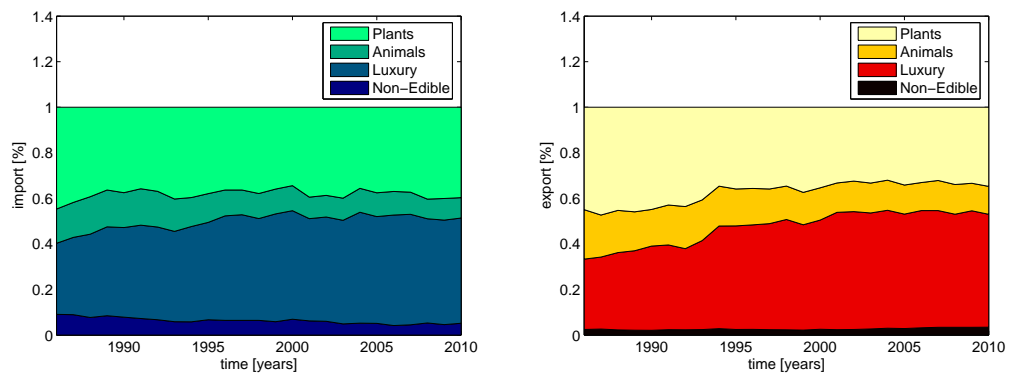 1.4
1.2
1
0.8
0.6
0.4
0.2
0
import [%]
Plants
Animals
Luxury
Non−Edible
1990
1995
2000
2005
2010
time [years]
1.4
1.2
1
0.8
0.6
0.4
0.2
0
export [%]
Plants
Animals
Luxury
Non−Edible
1990
1995
2000
2005
2010
time [years]